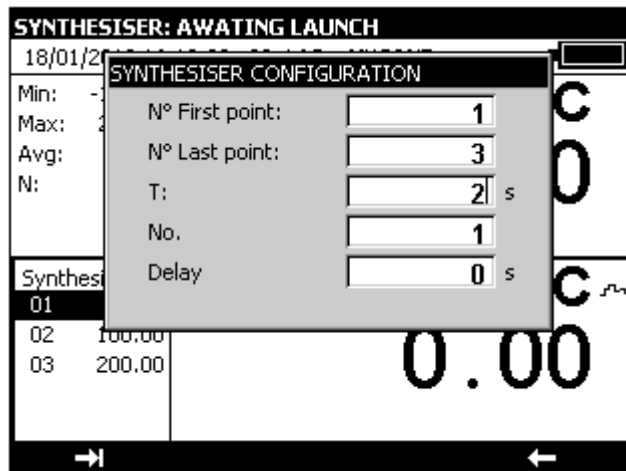 SYNTHESISER: AWATING LAUNCH
18/01/2
SYNTHESISER CONFIGURATION
Min: -
C
Max:
Avg:
0
N:
N° First point: 1
N° Last point: 3
T: 2 s
No. 1
Delay 0 s
Synthesi
C
01
02 100.00
03 200.00
0.00